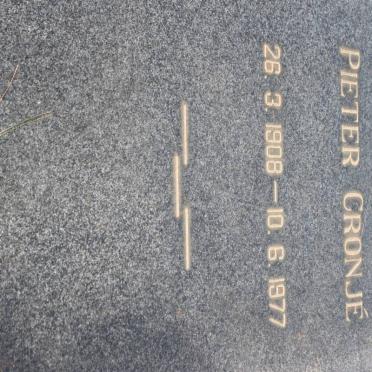 PIETER CRONJÉ
26. 3. 1908 — 10. 6. 1977